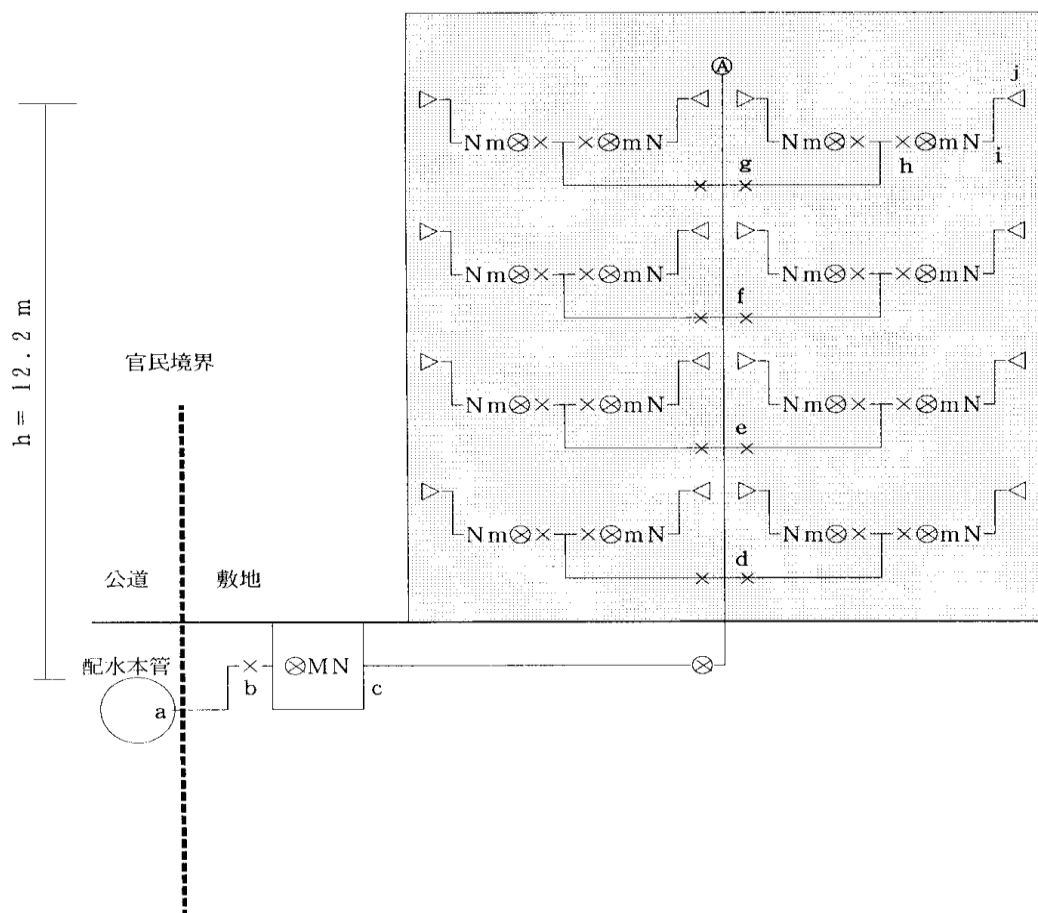 A
j
Nm⊗× ×⊗mN Nm⊗× ×⊗mN
g h i
× ×
Nm⊗× ×⊗mN Nm⊗× ×⊗mN
f
× ×
h = 12.2 m
官民境界
Nm⊗× ×⊗mN Nm⊗× ×⊗mN
e
× ×
Nm⊗× ×⊗mN Nm⊗× ×⊗mN
d
公道 敷地
× ×
配水本管
× ⊗MN ⊗
a b c